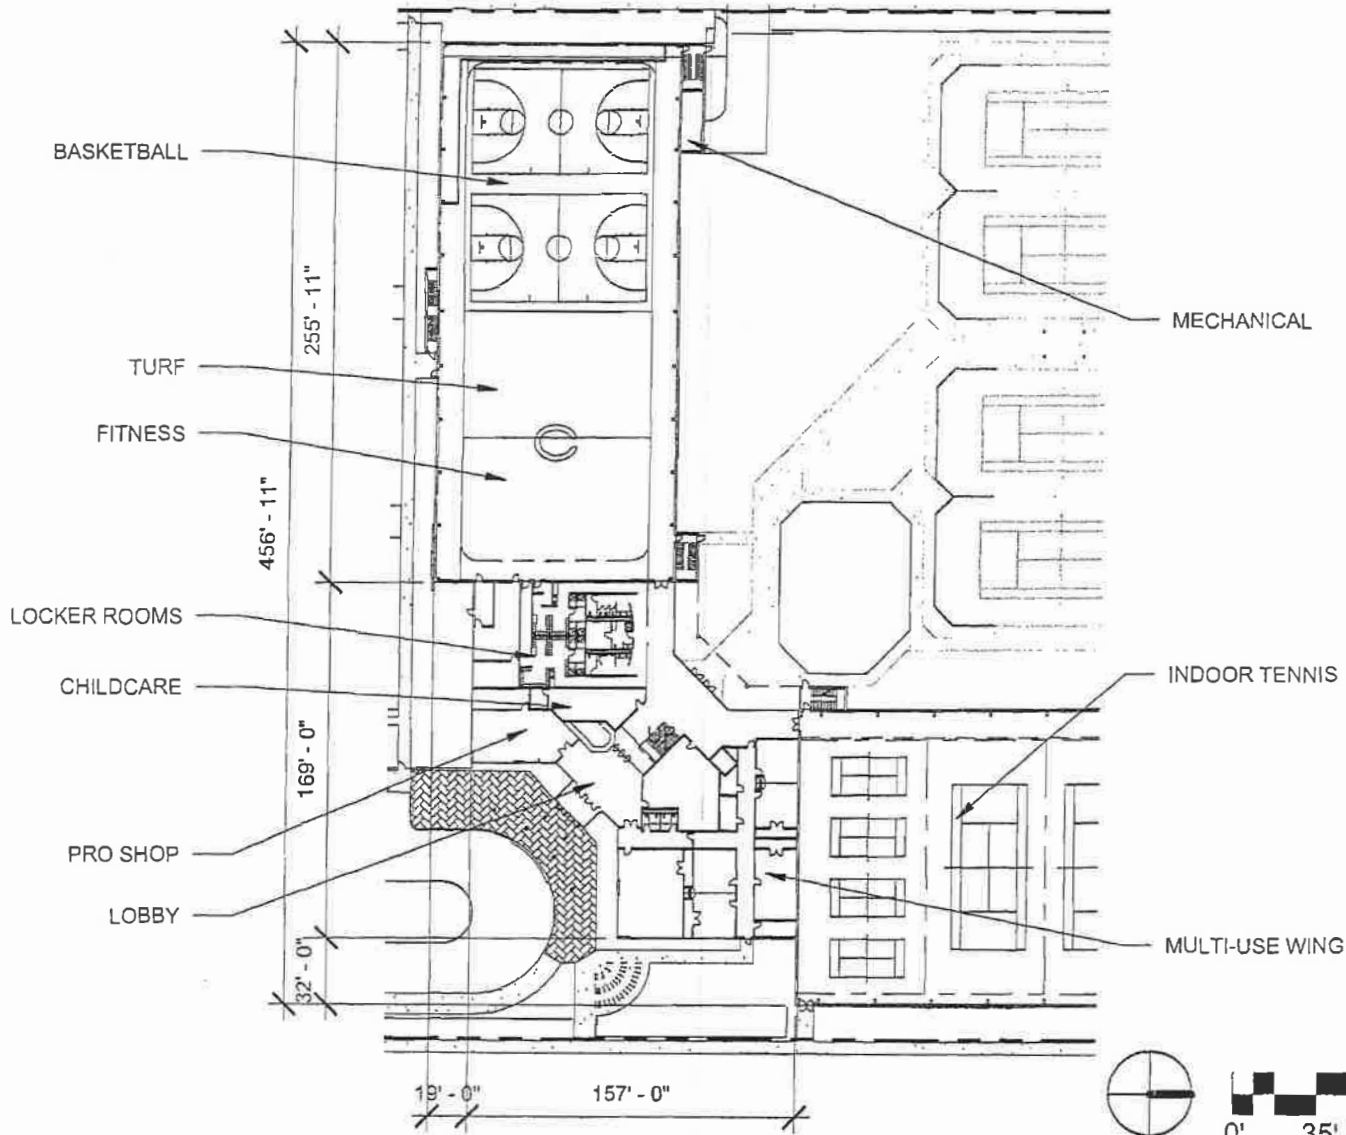 BASKETBALL
255' - 11"
MECHANICAL
TURF
FITNESS
456' - 11"
LOCKER ROOMS
CHILDCARE
INDOOR TENNIS
169' - 0"
PRO SHOP
LOBBY
MULTI-USE WING
32' - 0"
19' - 0"
157' - 0"
0'
35'